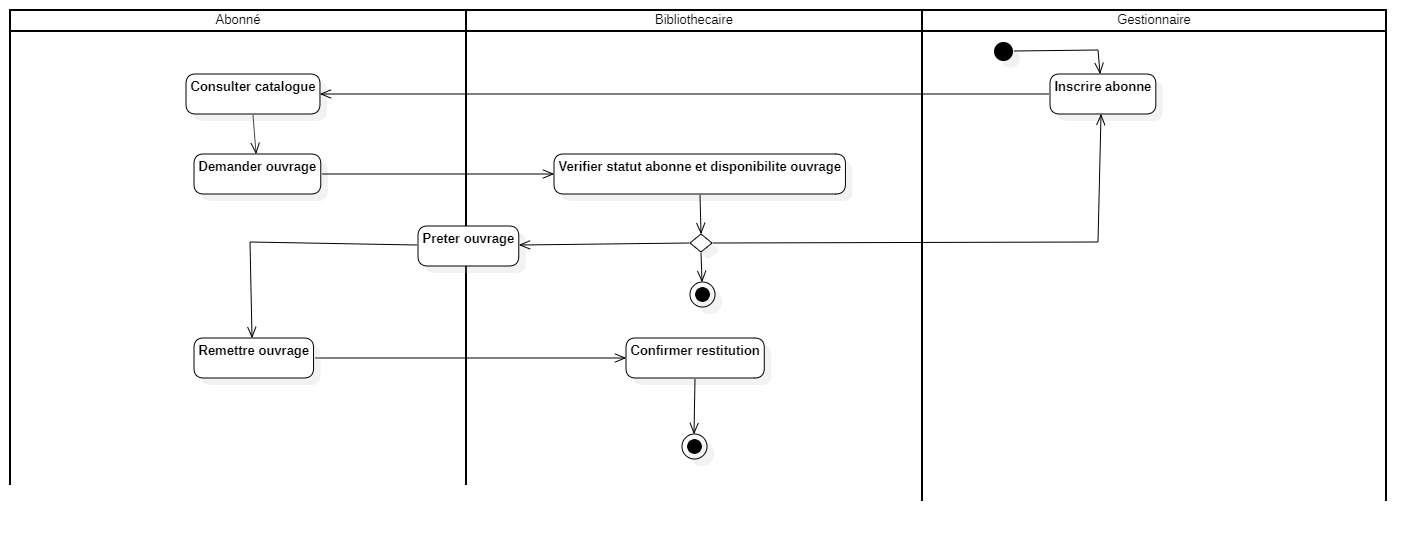 Abonné
Bibliothecaire
Gestionnaire
Consulter catalogue
Inscrire abonne
Demander ouvrage
Verifier statut abonne et disponibilite ouvrage
Preter ouvrage
Remettre ouvrage
Confirmer restitution